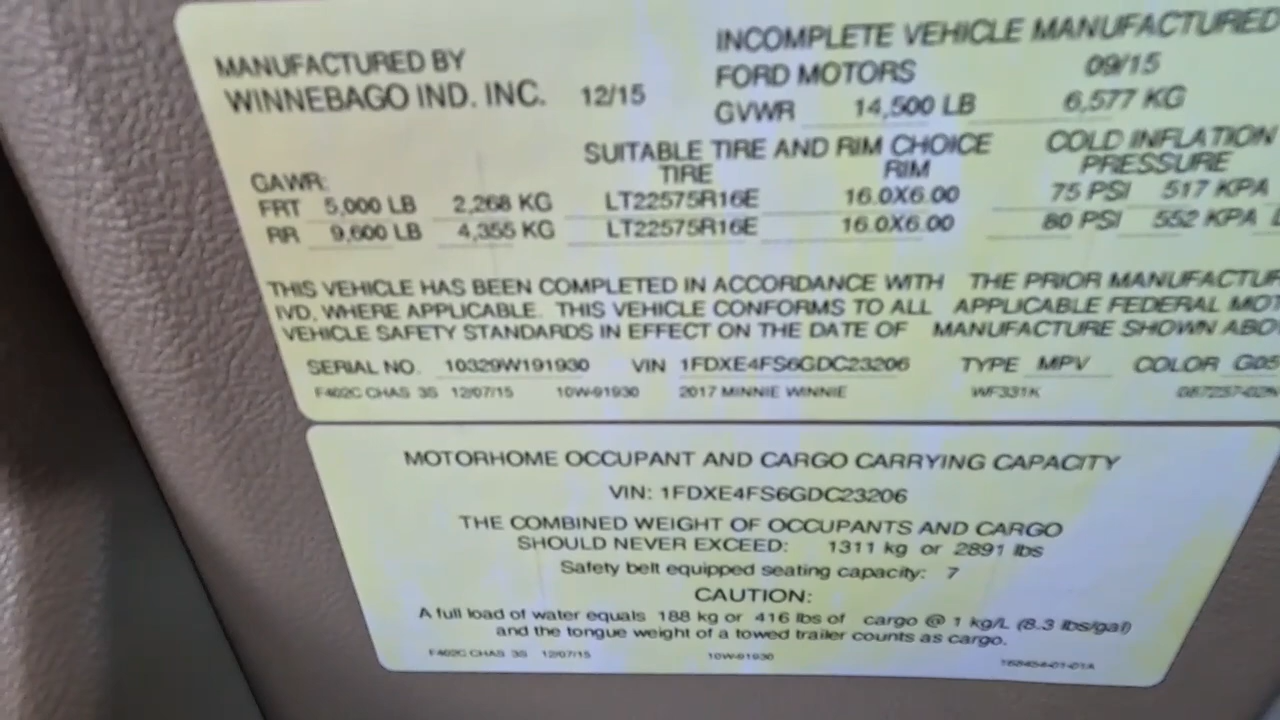 MANUFACTURED BY
WINNEBAGO IND. INC. 12/15
INCOMPLETE VEHICLE MANUFACTURED
FORD MOTORS 09/15
GVWR 14,500 LB 6,577 KG
SUITABLE TIRE AND RIM CHOICE COLD INFLATION
GAWR: TIRE RIM PRESSURE
FRT 5,000 LB 2,268 KG LT22575R16E 16.0X6.00 75 PSI 517 KPA
RR 9,600 LB 4,355 KG LT22575R16E 16.0X6.00 80 PSI 552 KPA
THIS VEHICLE HAS BEEN COMPLETED IN ACCORDANCE WITH THE PRIOR MANUFACTUR
IVD, WHERE APPLICABLE. THIS VEHICLE CONFORMS TO ALL APPLICABLE FEDERAL MOT
VEHICLE SAFETY STANDARDS IN EFFECT ON THE DATE OF MANUFACTURE SHOWN ABO
SERIAL NO. 10329W191930 VIN 1FDXE4FS6GDC23206 TYPE MPV COLOR G05
F402C CHAS 3S 12/07/15 10W-91930 2017 MINNIE WINNIE WF331K
MOTORHOME OCCUPANT AND CARGO CARRYING CAPACITY
VIN: 1FDXE4FS6GDC23206
THE COMBINED WEIGHT OF OCCUPANTS AND CARGO
SHOULD NEVER EXCEED: 1311 kg or 2891 lbs
Safety belt equipped seating capacity: 7
CAUTION:
A full load of water equals 188 kg or 416 lbs of cargo @ 1 kg/L (8.3 lbs/gal)
and the tongue weight of a towed trailer counts as cargo.
F402C CHAS 3S 12/07/15 10W-91930